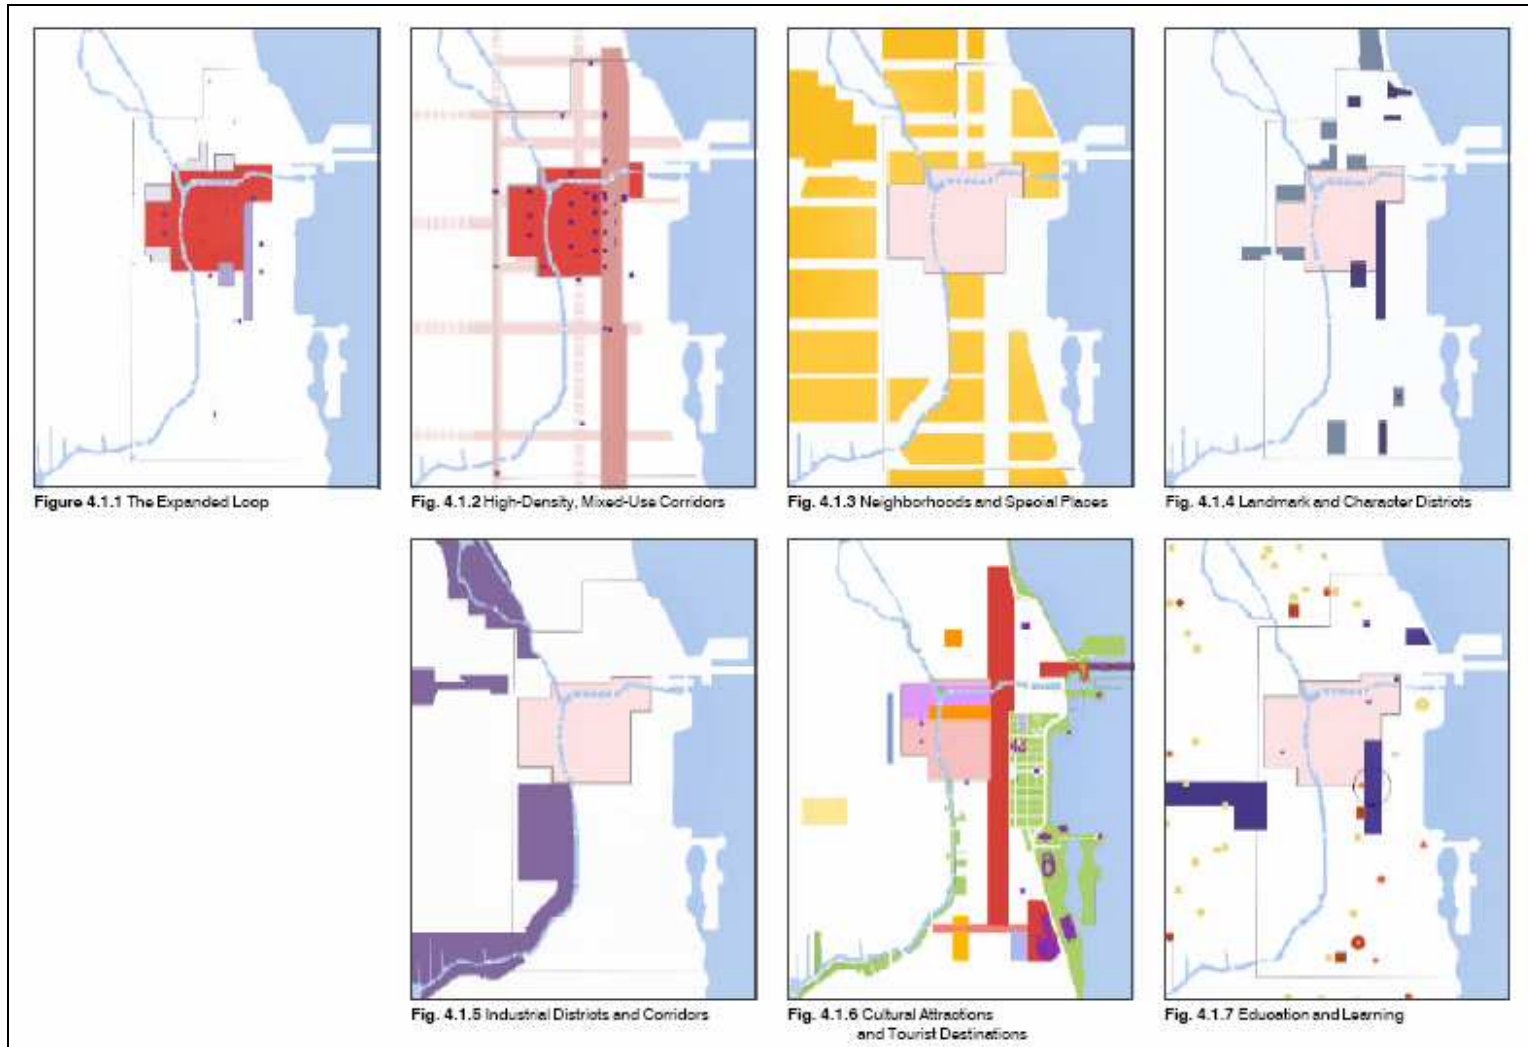 Figure 4.1.1 The Expanded Loop
Fig. 4.1.2 High-Density, Mixed-Use Corridors
Fig. 4.1.3 Neighborhoods and Special Places
Fig. 4.1.4 Landmark and Character Districts
Fig. 4.1.5 Industrial Districts and Corridors
Fig. 4.1.6 Cultural Attractions
and Tourist Destinations
Fig. 4.1.7 Education and Learning